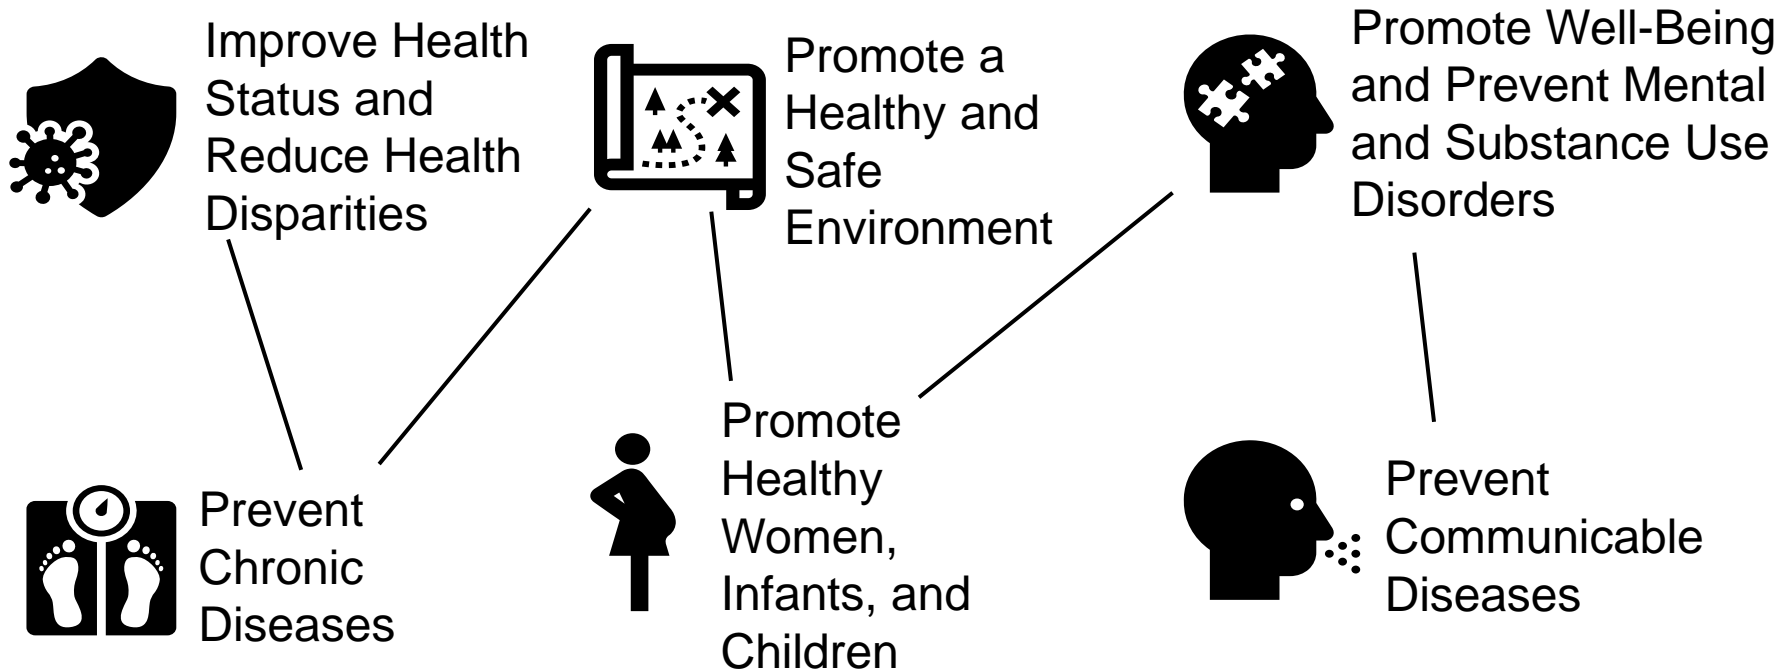 Improve Health
Status and
Reduce Health
Disparities
Promote a
Healthy and
Safe
Environment
Promote Well-Being
and Prevent Mental
and Substance Use
Disorders
Prevent
Chronic
Diseases
Promote
Healthy
Women,
Infants, and
Children
Prevent
Communicable
Diseases